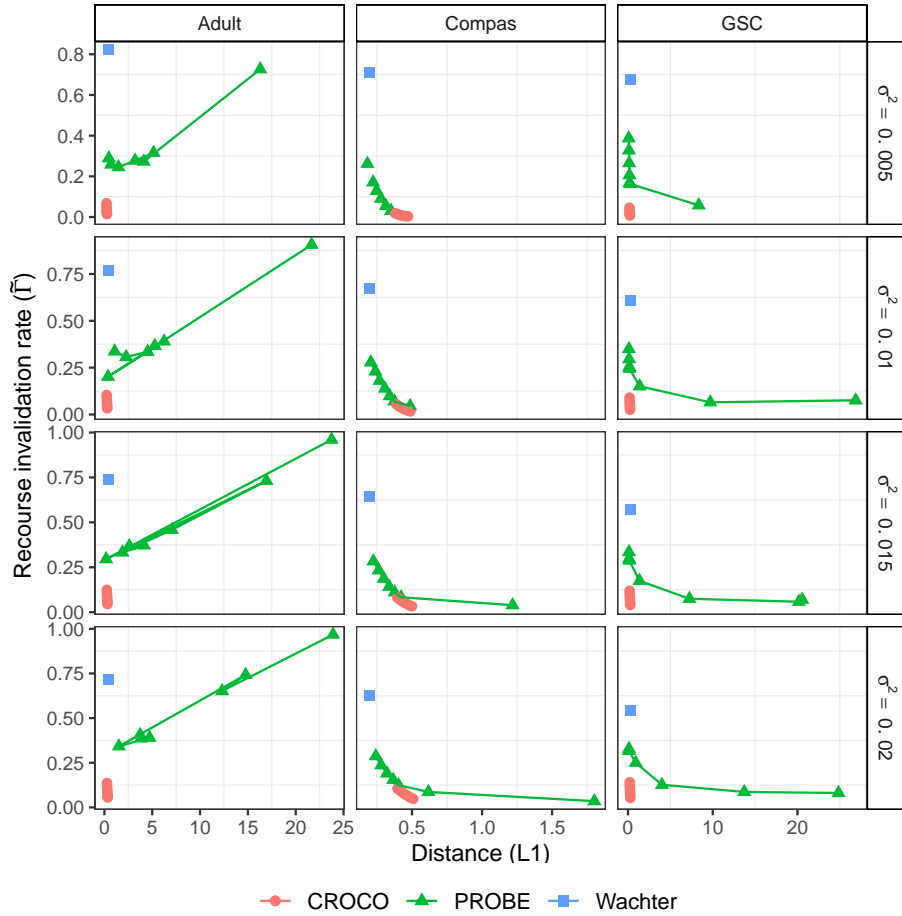 Adult Compas GSC
0.8
0.6
0.4
0.2
0.0
σ² = 0. 005
0.75
0.50
0.25
0.00
σ² = 0. 01
1.00
0.75
0.50
0.25
0.00
σ² = 0. 015
1.00
0.75
0.50
0.25
0.00
σ² = 0. 02
Recourse invalidation rate (Γ̃)
0 5 10 15 20 25 0.5 1.0 1.5 0 10 20
Distance (L1)
CROCO PROBE Wachter